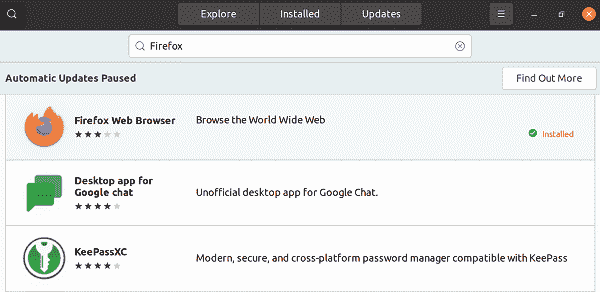 Explore Installed Updates
Firefox
Automatic Updates Paused Find Out More
Firefox Web Browser Browse the World Wide Web
Installed
Desktop app for
Google chat Unofficial desktop app for Google Chat.
KeePassXC Modern, secure, and cross-platform password manager compatible with KeePass